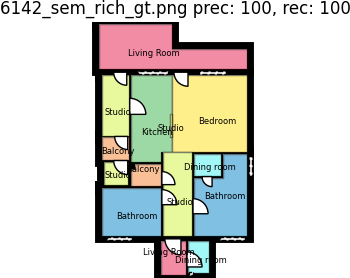 6142_sem_rich_gt.png prec: 100, rec: 100
Living Room
Studio
Bedroom
Studio
Kitchen
Balcony
Dining room
Balcony
Studio
Bathroom
Studio
Bathroom
Living Room
Dining room